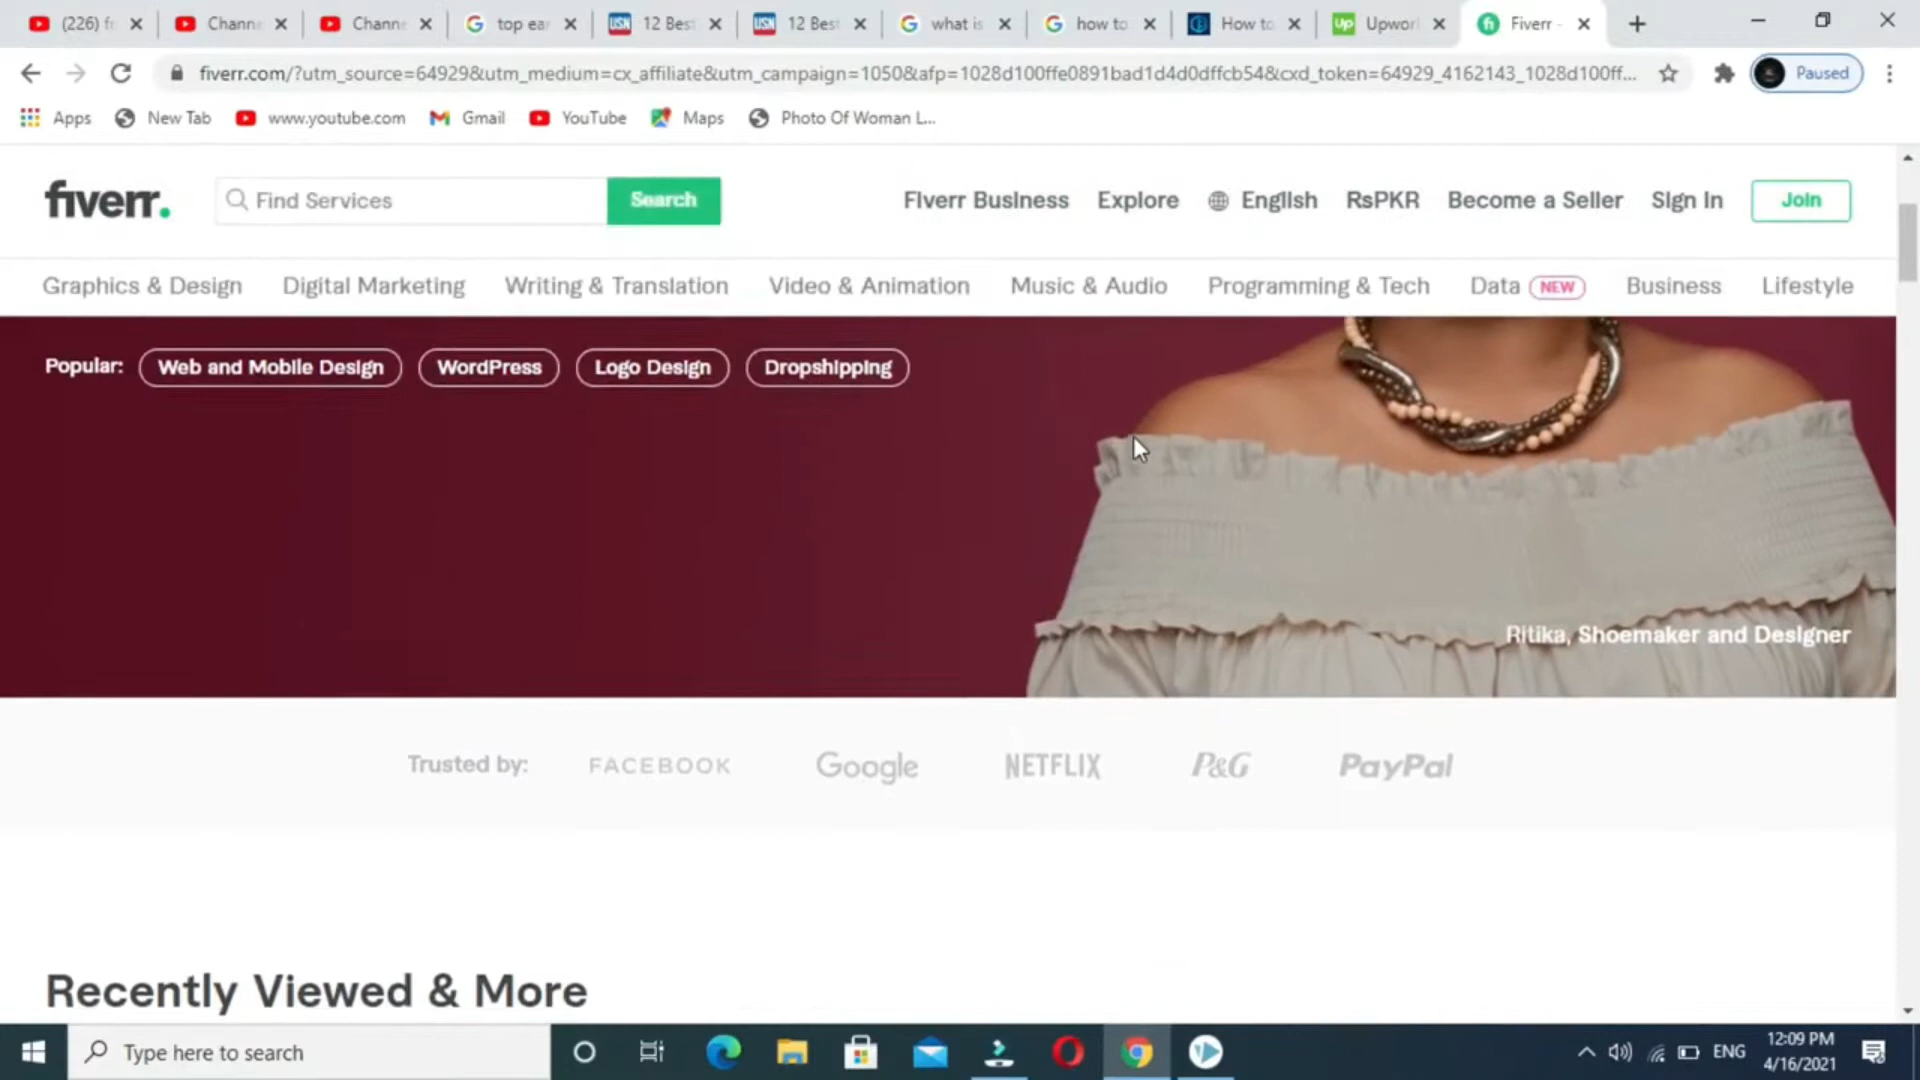 (226) f
Channe
Channe
top ear
12 Best
12 Best
what is
how to
How to
Upwor
Fiverr -
fiverr.com/?utm_source=64929&utm_medium=cx_affiliate&utm_campaign=1050&afp=1028d100ffe0891bad1d4d0dffcb54&cxd_token=64929_4162143_1028d100ff...
Paused
Apps
New Tab
www.youtube.com
Gmail
YouTube
Maps
Photo Of Woman L...
fiverr.
Find Services
Search
Fiverr Business
Explore
English
RsPKR
Become a Seller
Sign In
Join
Graphics & Design
Digital Marketing
Writing & Translation
Video & Animation
Music & Audio
Programming & Tech
Data NEW
Business
Lifestyle
Popular:
Web and Mobile Design
WordPress
Logo Design
Dropshipping
Ritika, Shoemaker and Designer
Trusted by:
FACEBOOK
Google
NETFLIX
P&G
PayPal
Recently Viewed & More
Type here to search
ENG
12:09 PM
4/16/2021